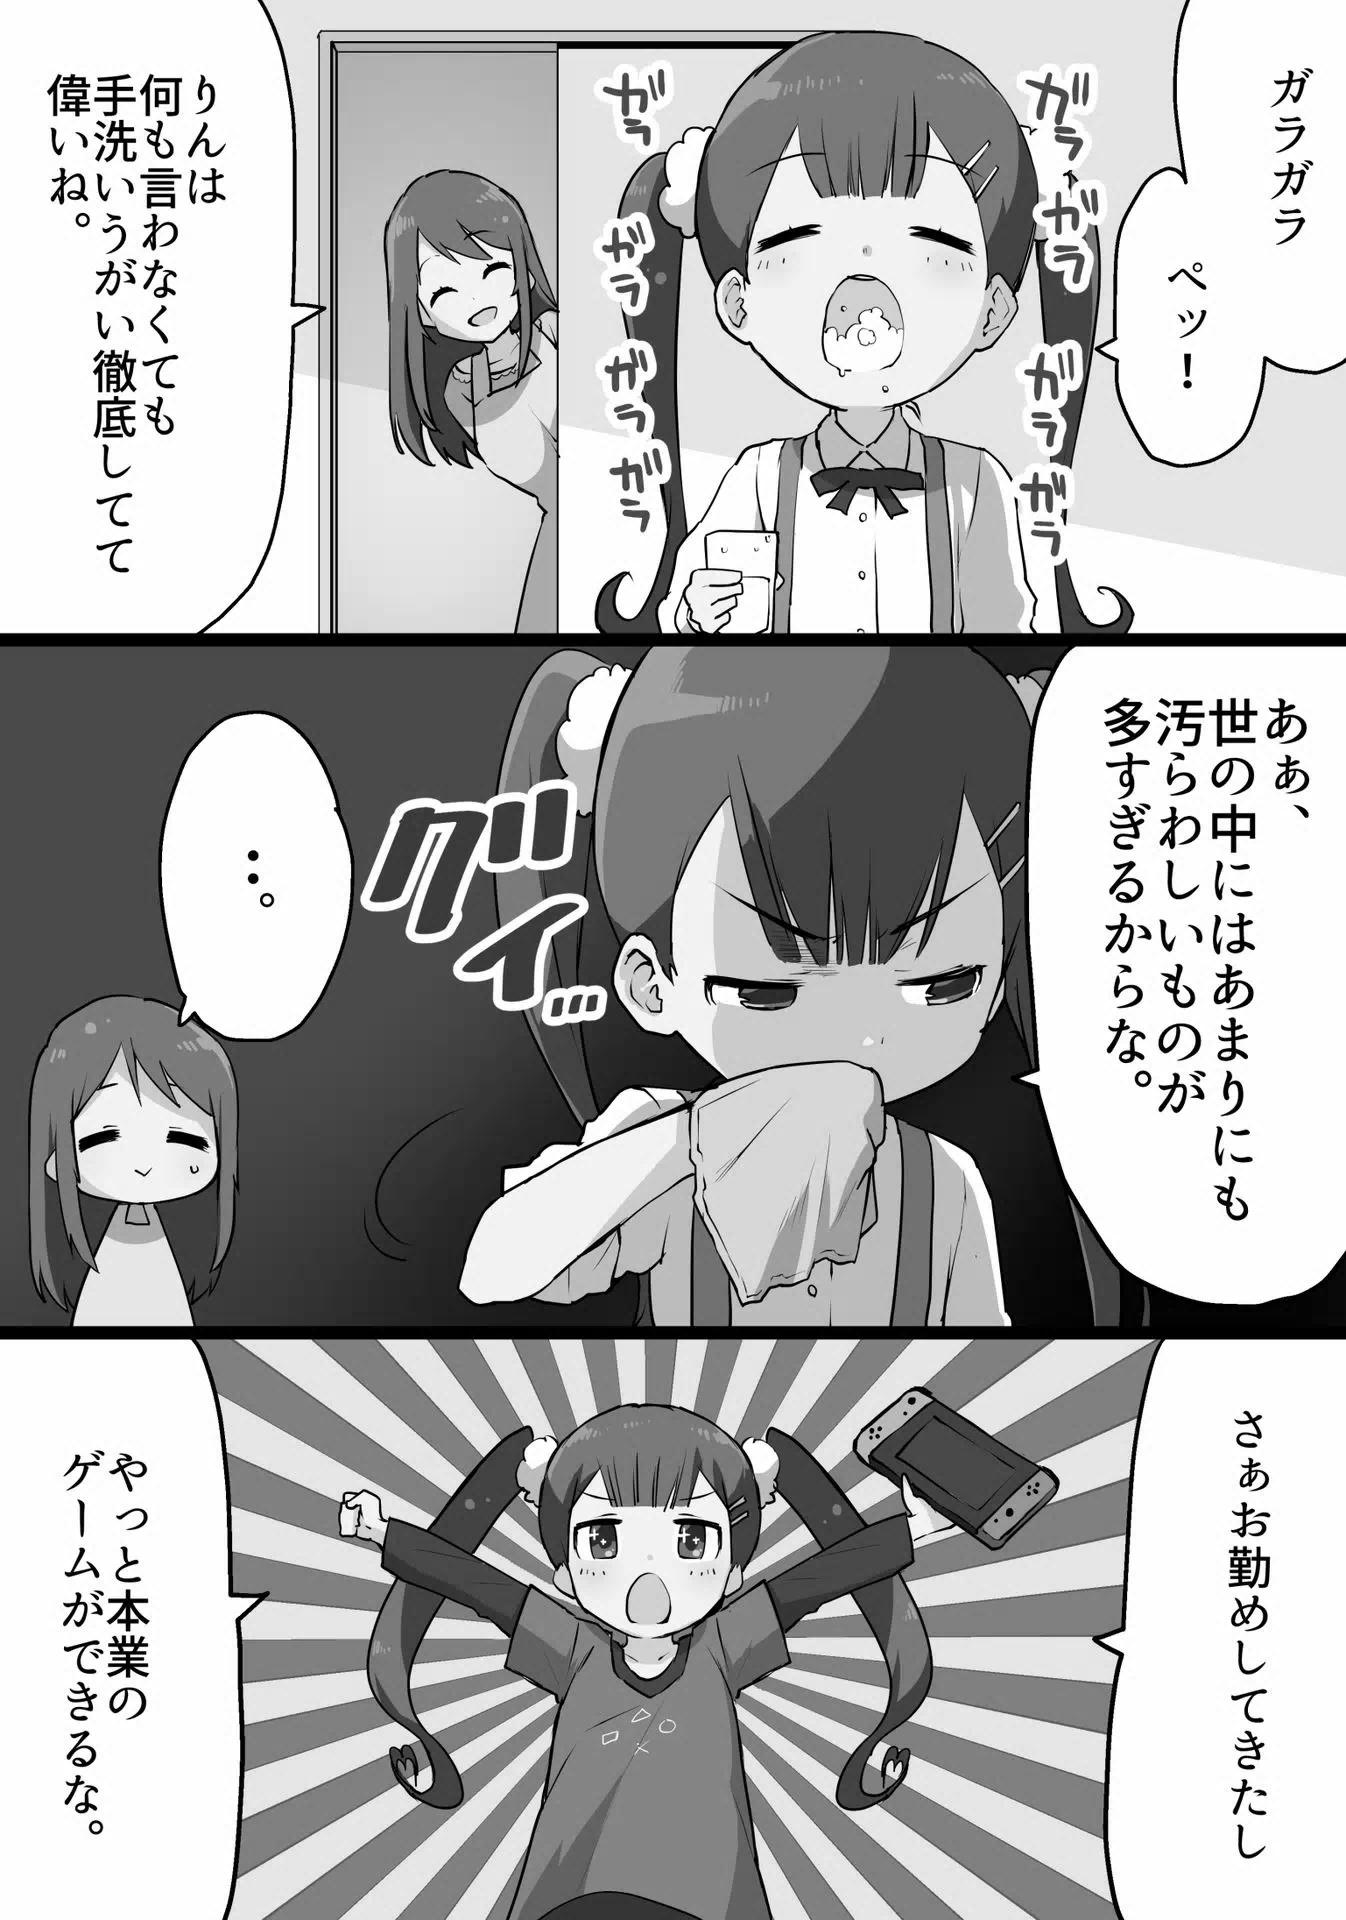 ガラガラ
ペッ！
ガラ
ガラ
ガラ
ガラ
ガラ
ガラ
ガラ
ガラ
りんは
何も言わなくても
手洗いうがい徹底してて
偉いね。
あぁ、
世の中にはあまりにも
汚らわしいものが
多すぎるからな。
グイ…
…。
さぁお勤めしてきたし
やっと本業の
ゲームができるな。